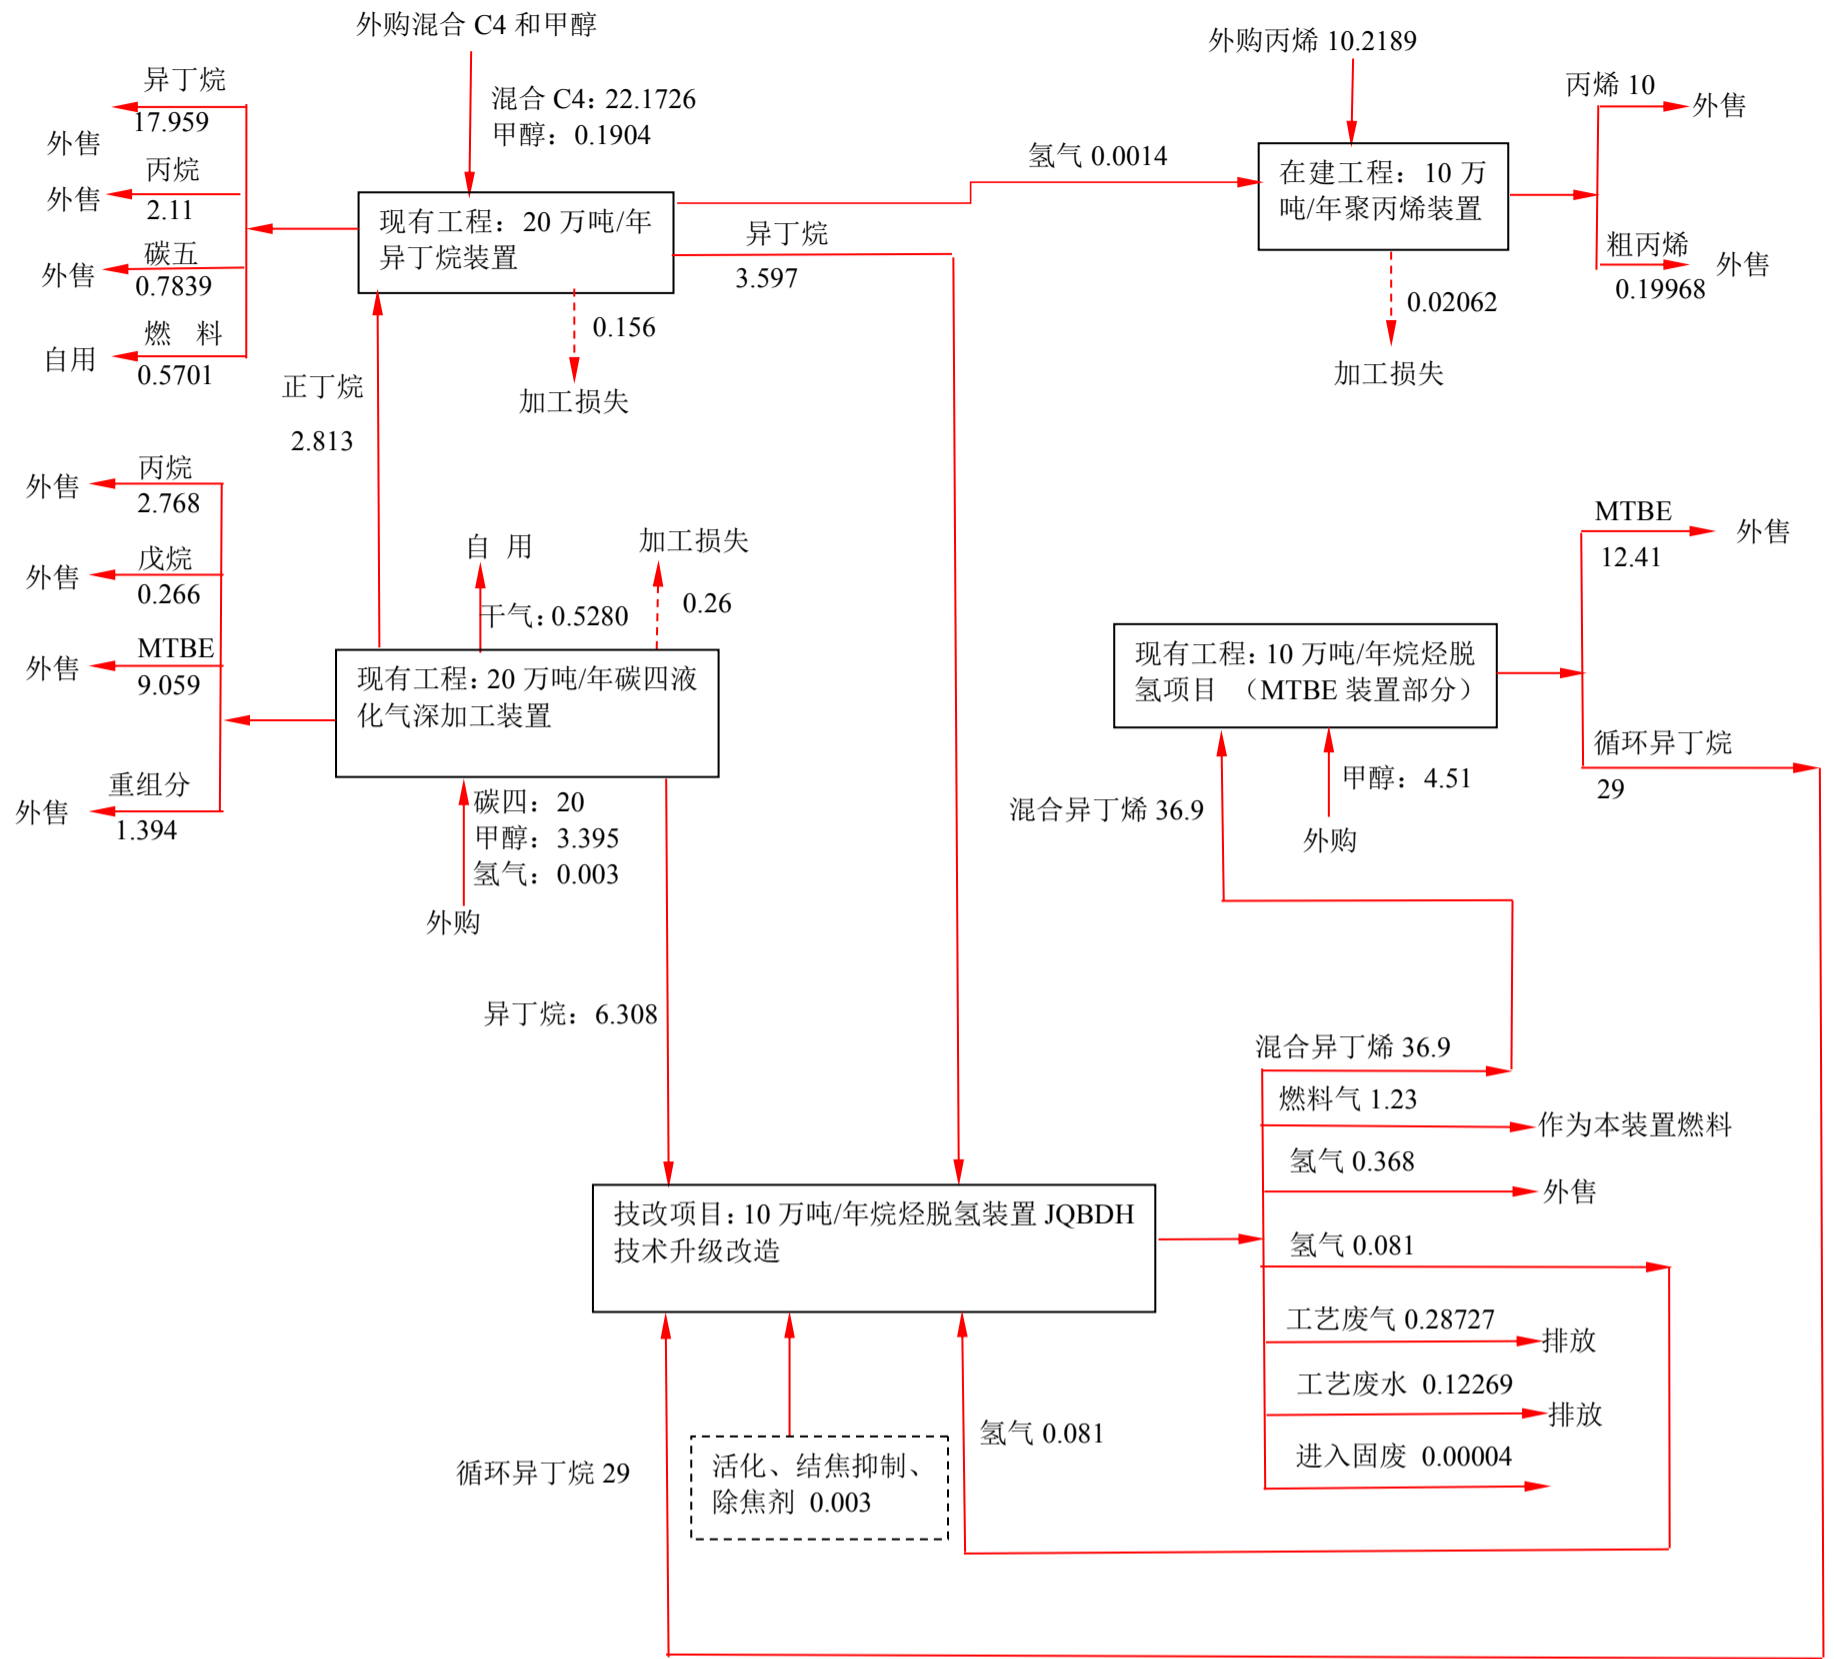 外购混合 C4 和甲醇
混合 C4：22.1726
甲醇：0.1904
异丁烷
17.959
外售
丙烷
外售
2.11
碳五
外售
0.7839
燃 料
自用
0.5701
现有工程：20 万吨/年
异丁烷装置
0.156
加工损失
正丁烷
2.813
氢气 0.0014
异丁烷
3.597
外购丙烯 10.2189
在建工程：10 万
吨/年聚丙烯装置
丙烯 10
外售
粗丙烯
外售
0.19968
0.02062
加工损失
丙烷
外售
2.768
戊烷
外售
0.266
MTBE
外售
9.059
重组分
外售
1.394
自 用
干气：0.5280
加工损失
0.26
现有工程：20 万吨/年碳四液
化气深加工装置
碳四：20
甲醇：3.395
氢气：0.003
外购
异丁烷：6.308
现有工程：10 万吨/年烷烃脱
氢项目 （MTBE 装置部分）
MTBE
外售
12.41
循环异丁烷
29
甲醇：4.51
外购
混合异丁烯 36.9
混合异丁烯 36.9
燃料气 1.23
作为本装置燃料
氢气 0.368
外售
氢气 0.081
工艺废气 0.28727
排放
工艺废水 0.12269
排放
进入固废 0.00004
技改项目：10 万吨/年烷烃脱氢装置 JQBDH
技术升级改造
循环异丁烷 29
活化、结焦抑制、
除焦剂 0.003
氢气 0.081